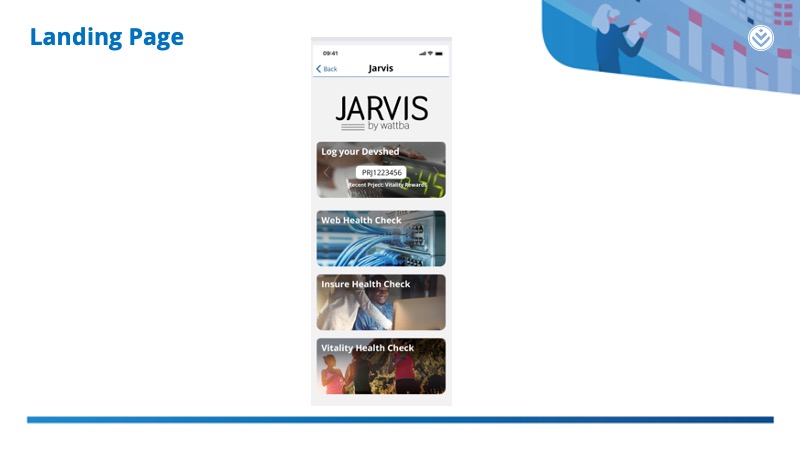 Landing Page
09:41
Back
Jarvis
JARVIS
by wattba
Log your Devshed
PRJ1223456
Recent Prject: Vitality Rewards
Web Health Check
Insure Health Check
Vitality Health Check